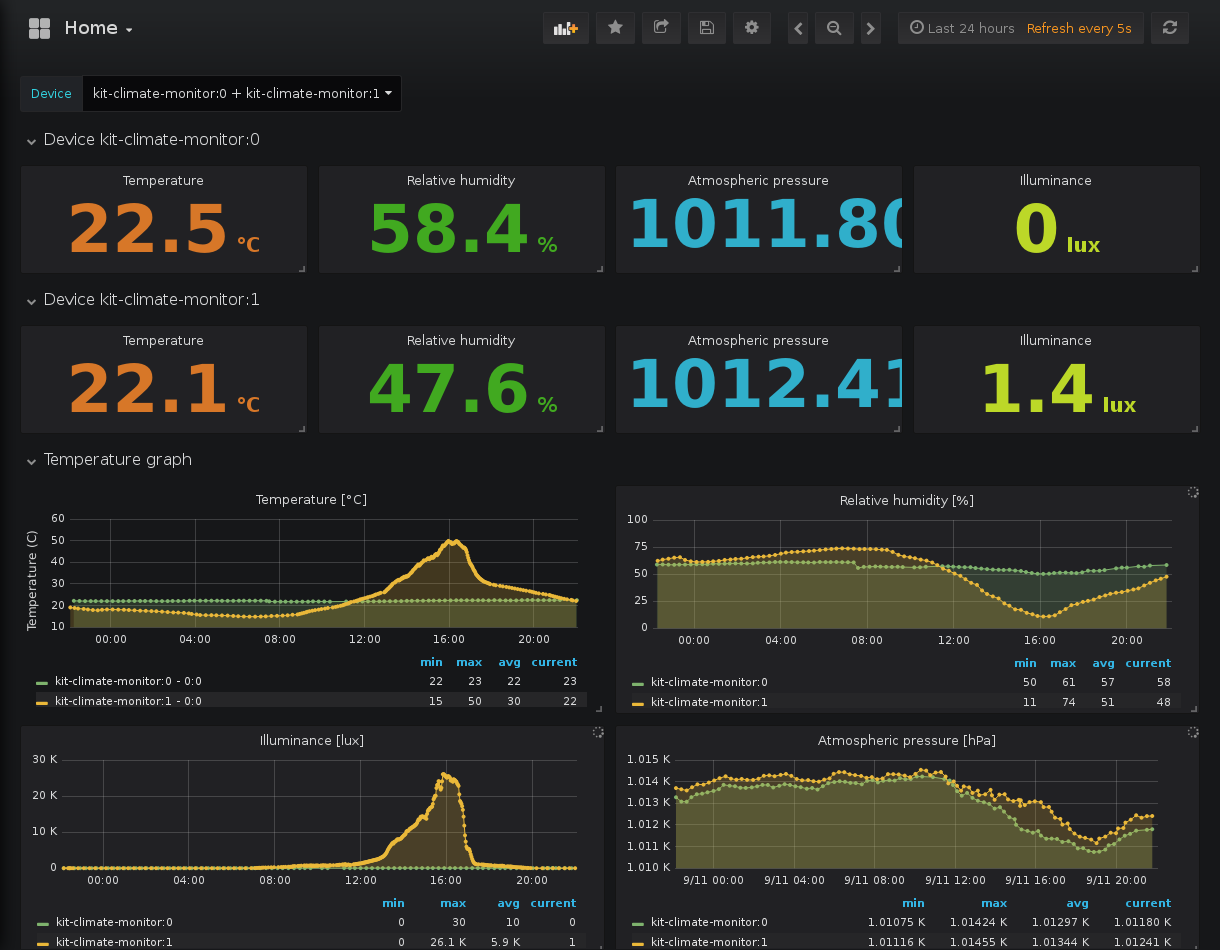 Home
Last 24 hours Refresh every 5s
Device kit-climate-monitor:0 + kit-climate-monitor:1
Device kit-climate-monitor:0
Temperature Relative humidity Atmospheric pressure Illuminance
22.5 °C 58.4 % 1011.80 0 lux
Device kit-climate-monitor:1
Temperature Relative humidity Atmospheric pressure Illuminance
22.1 °C 47.6 % 1012.41 1.4 lux
Temperature graph
Temperature [°C]
Temperature (C)
60
50
40
30
20
10
00:00 04:00 08:00 12:00 16:00 20:00
min max avg current
kit-climate-monitor:0 - 0:0 22 23 22 23
kit-climate-monitor:1 - 0:0 15 50 30 22
Relative humidity [%]
100
75
50
25
0
00:00 04:00 08:00 12:00 16:00 20:00
min max avg current
kit-climate-monitor:0 50 61 57 58
kit-climate-monitor:1 11 74 51 48
Illuminance [lux]
30 K
20 K
10 K
0
00:00 04:00 08:00 12:00 16:00 20:00
min max avg current
kit-climate-monitor:0 0 30 10 0
kit-climate-monitor:1 0 26.1 K 5.9 K 1
Atmospheric pressure [hPa]
1.015 K
1.014 K
1.013 K
1.012 K
1.011 K
1.010 K
9/11 00:00 9/11 04:00 9/11 08:00 9/11 12:00 9/11 16:00 9/11 20:00
min max avg current
kit-climate-monitor:0 1.01075 K 1.01424 K 1.01297 K 1.01180 K
kit-climate-monitor:1 1.01116 K 1.01455 K 1.01344 K 1.01241 K